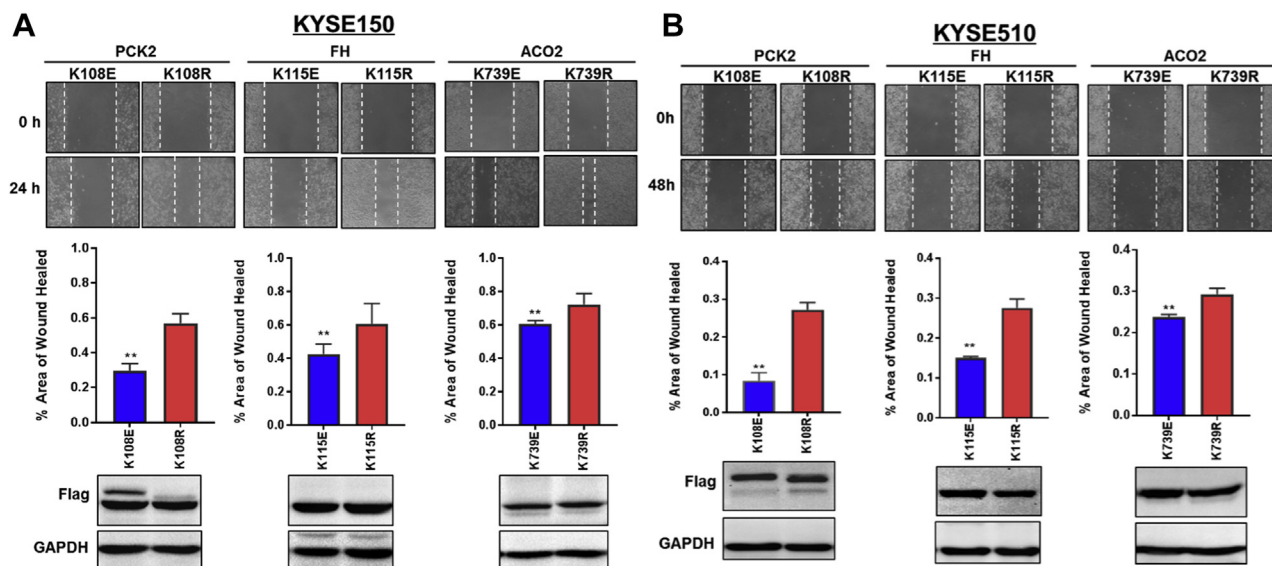 A
KYSE150
PCK2 FH ACO2
K108E K108R K115E K115R K739E K739R
0 h
24 h
% Area of Wound Healed
1.0
0.8
0.6
0.4
0.2
0.0
**
K108E
K108R
% Area of Wound Healed
1.0
0.8
0.6
0.4
0.2
0.0
**
K115E
K115R
% Area of Wound Healed
1.0
0.8
0.6
0.4
0.2
0.0
**
K739E
K739R
Flag
GAPDH
B
KYSE510
PCK2 FH ACO2
K108E K108R K115E K115R K739E K739R
0h
48h
% Area of Wound Healed
0.4
0.3
0.2
0.1
0.0
**
K108E
K108R
% Area of Wound Healed
0.4
0.3
0.2
0.1
0.0
**
K115E
K115R
% Area of Wound Healed
0.4
0.3
0.2
0.1
0.0
**
K739E
K739R
Flag
GAPDH